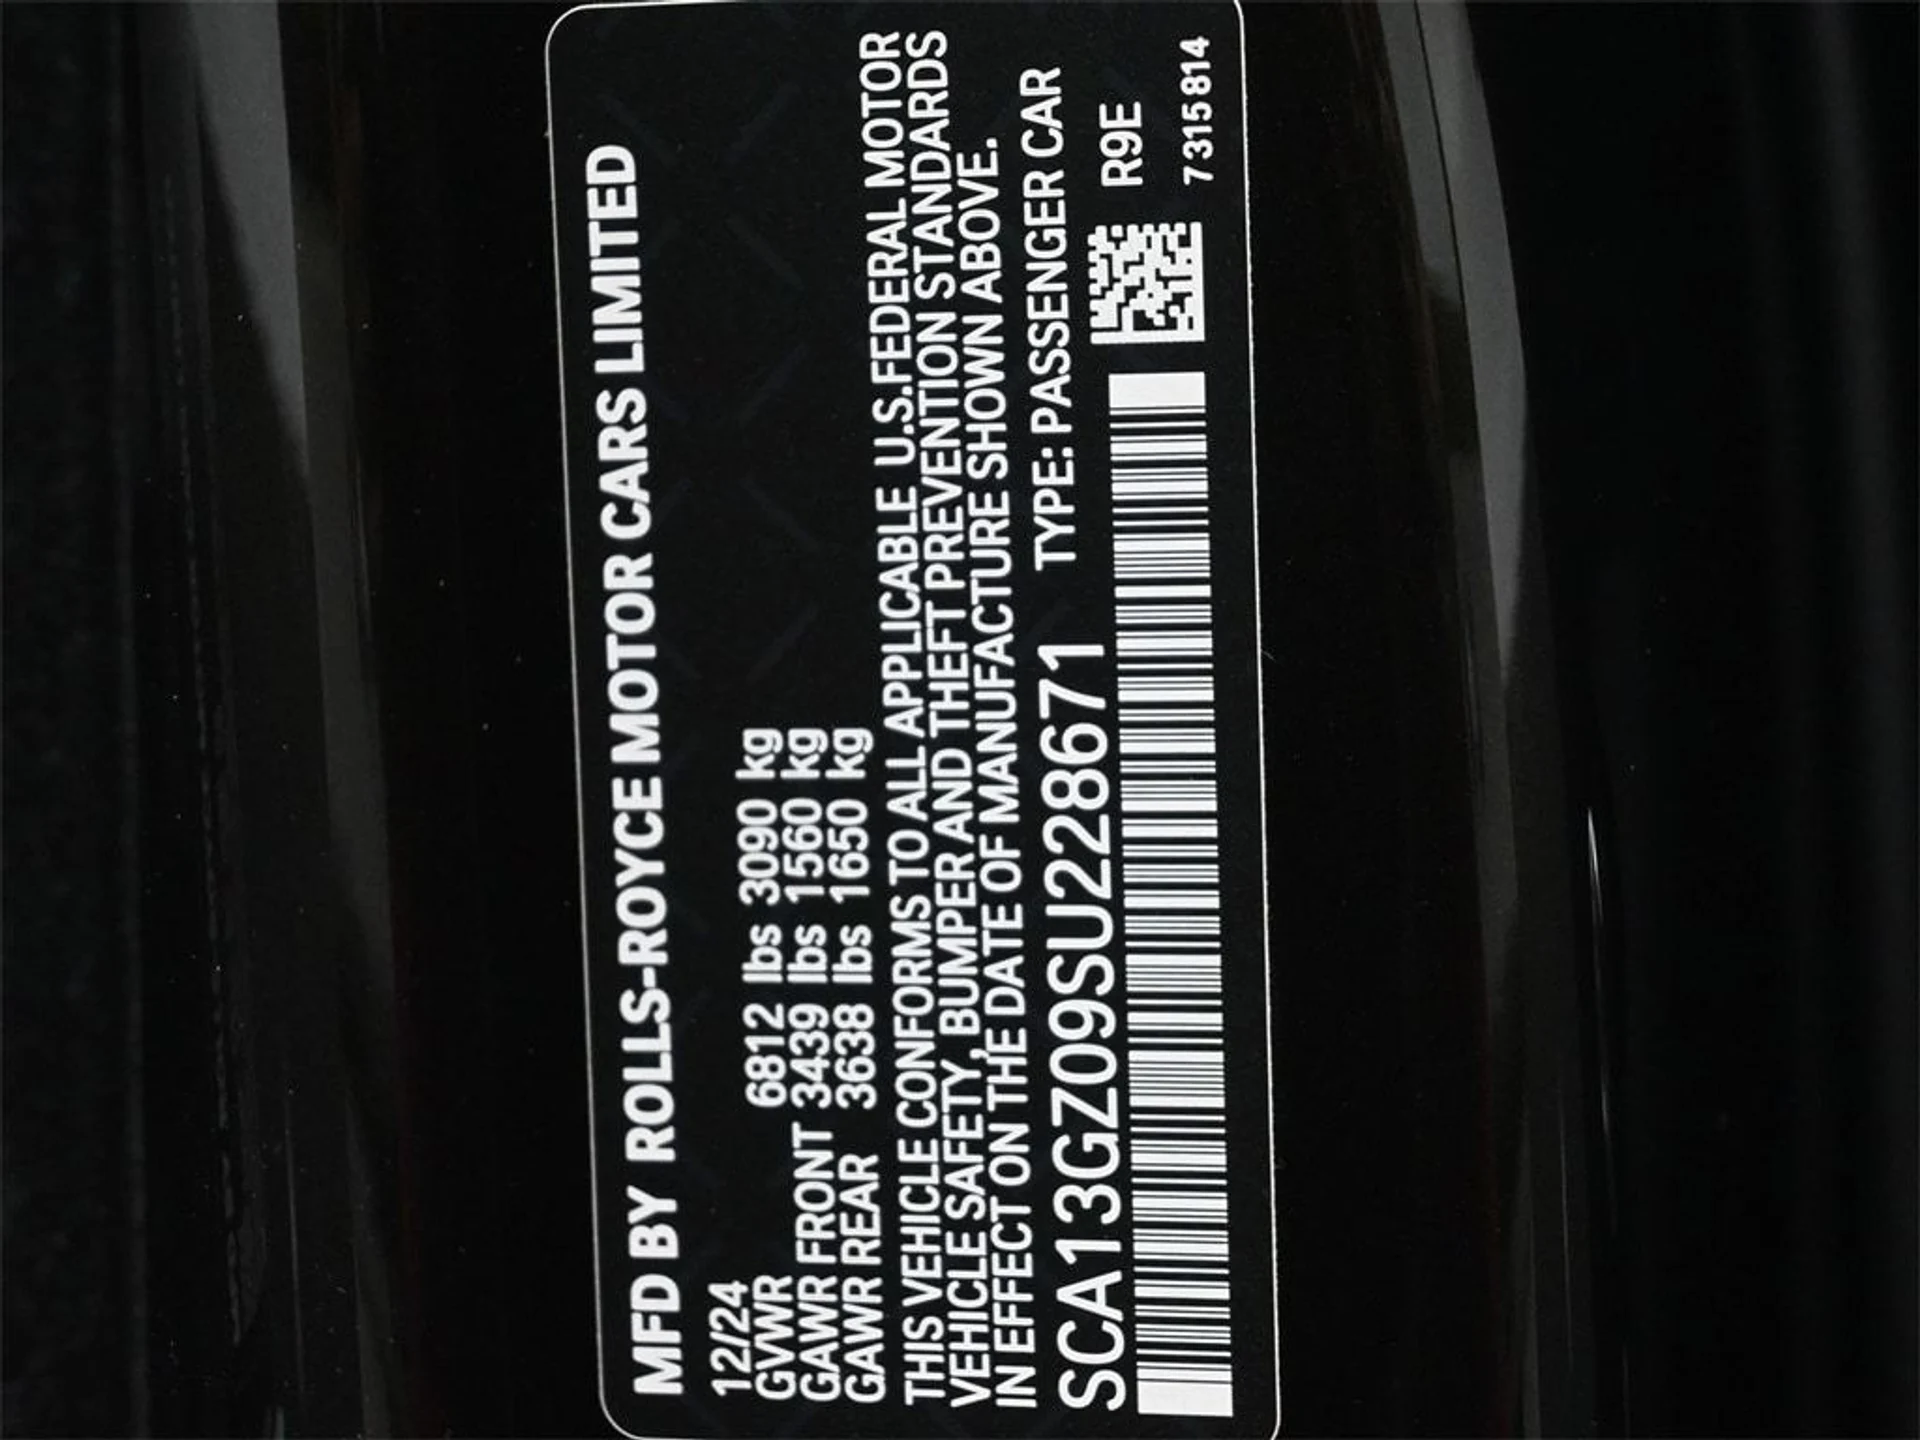 MFD BY ROLLS-ROYCE MOTOR CARS LIMITED
12/24
GVWR 6812 lbs 3090 kg
GAWR FRONT 3439 lbs 1560 kg
GAWR REAR 3638 lbs 1650 kg
THIS VEHICLE CONFORMS TO ALL APPLICABLE U.S.FEDERAL MOTOR
VEHICLE SAFETY, BUMPER AND THEFT PREVENTION STANDARDS
IN EFFECT ON THE DATE OF MANUFACTURE SHOWN ABOVE.
SCA13GZ09SU228671 TYPE: PASSENGER CAR
R9E
7315814